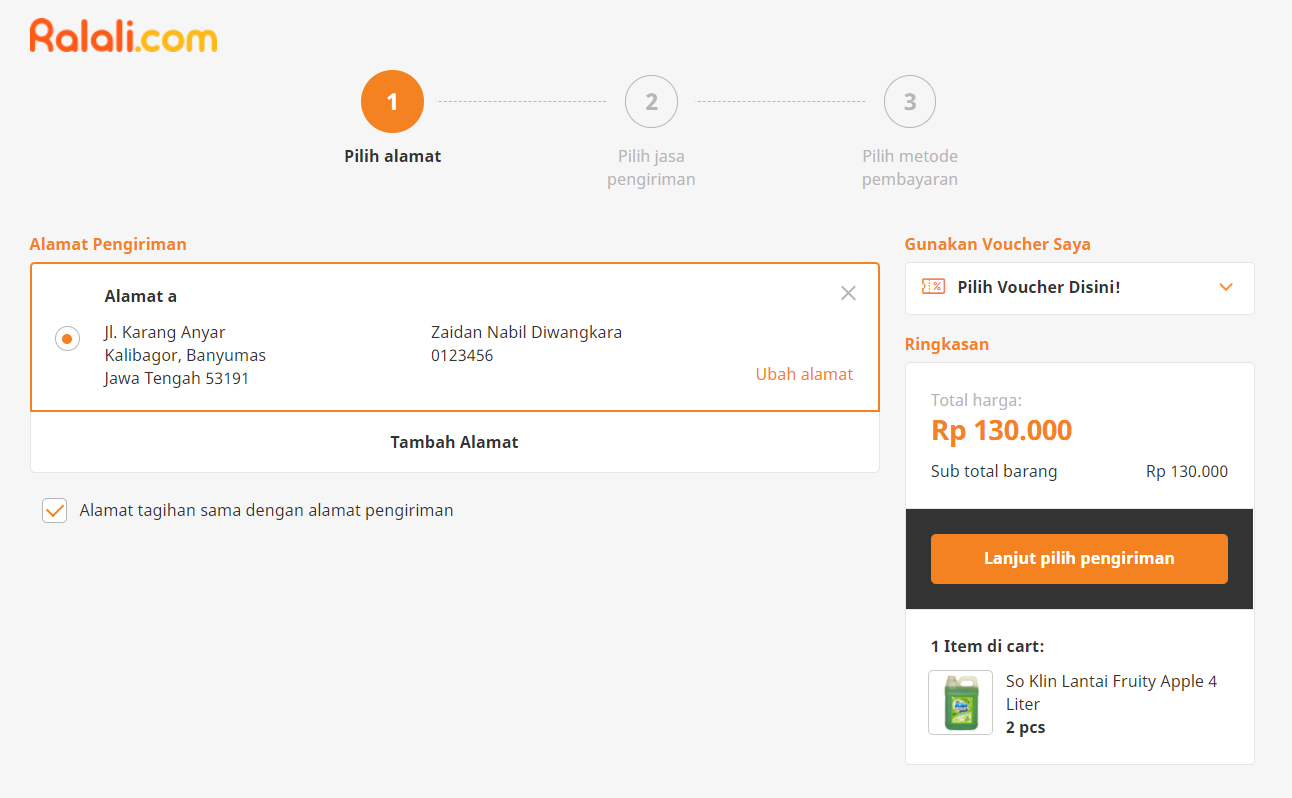 Ralali.com
1
2
3
Pilih alamat
Pilih jasa
pengiriman
Pilih metode
pembayaran
Alamat Pengiriman
Alamat a
Jl. Karang Anyar
Kalibagor, Banyumas
Jawa Tengah 53191
Zaidan Nabil Diwangkara
0123456
Ubah alamat
Tambah Alamat
Alamat tagihan sama dengan alamat pengiriman
Gunakan Voucher Saya
Pilih Voucher Disini!
Ringkasan
Total harga:
Rp 130.000
Sub total barang Rp 130.000
Lanjut pilih pengiriman
1 Item di cart:
So Klin Lantai Fruity Apple 4
Liter
2 pcs